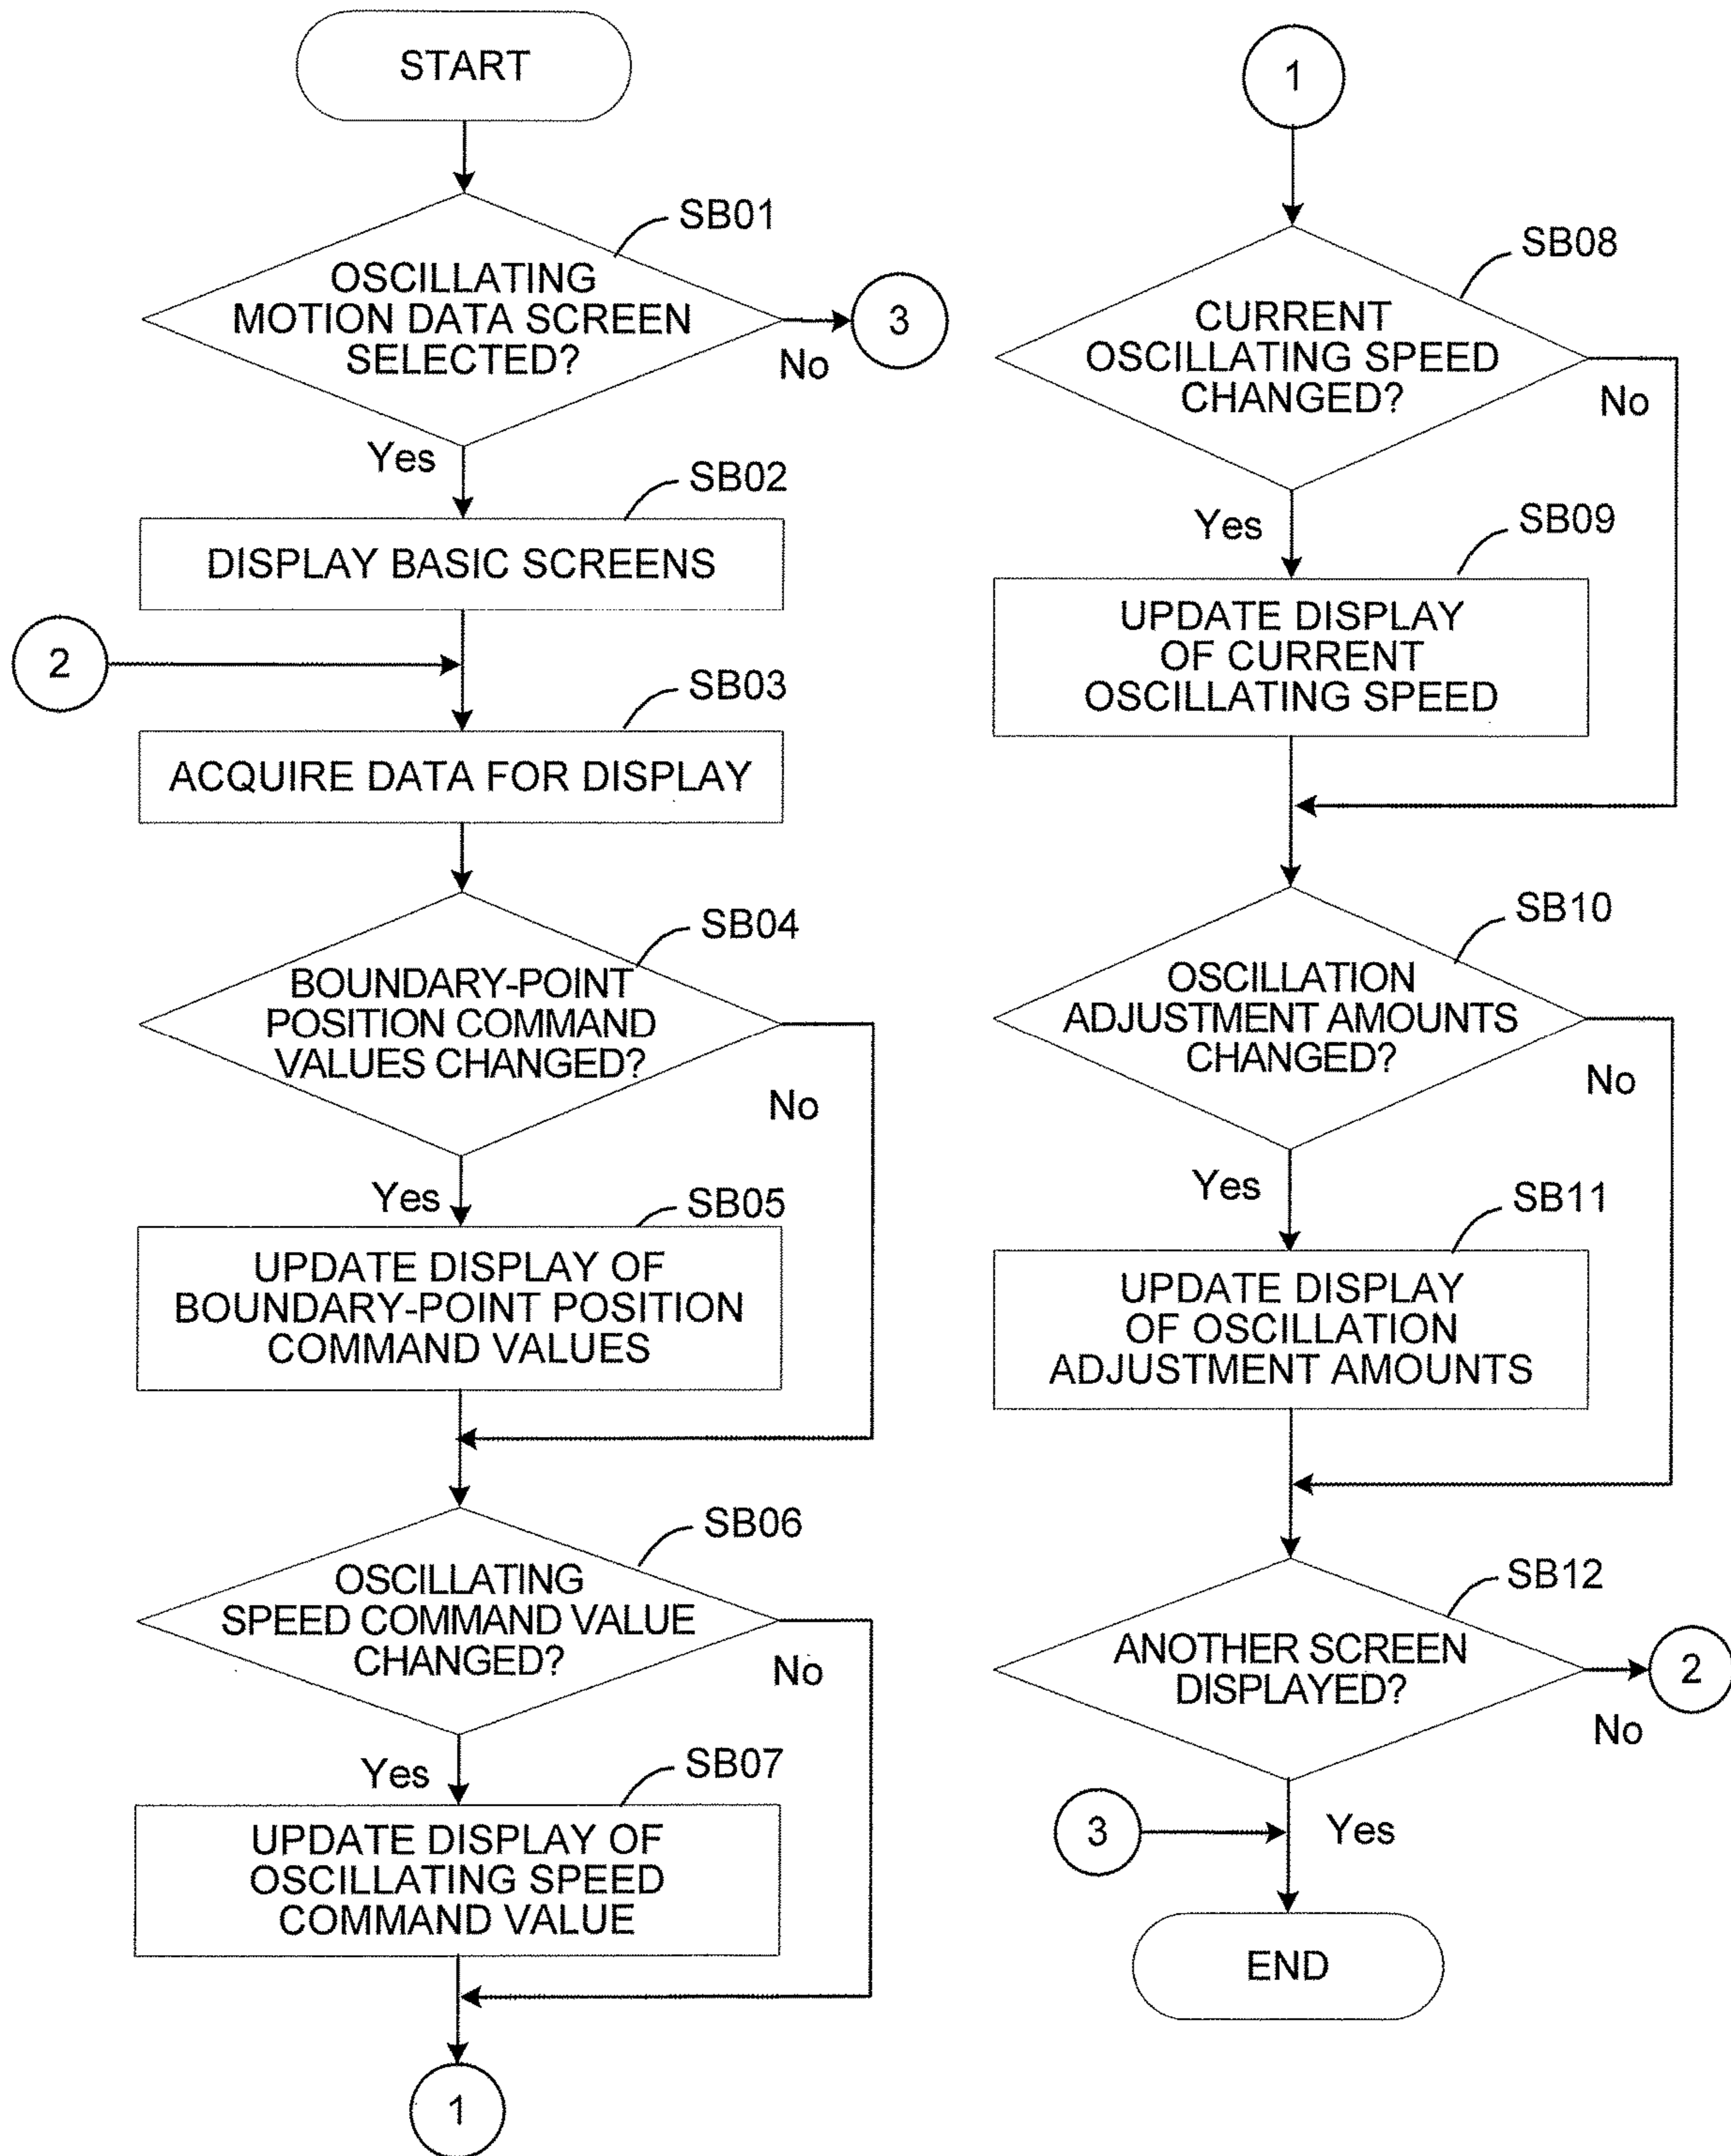 START
SB01
OSCILLATING
MOTION DATA SCREEN
SELECTED?
3
No
Yes
SB02
DISPLAY BASIC SCREENS
2
SB03
ACQUIRE DATA FOR DISPLAY
SB04
BOUNDARY-POINT
POSITION COMMAND
VALUES CHANGED?
No
Yes
SB05
UPDATE DISPLAY OF
BOUNDARY-POINT POSITION
COMMAND VALUES
SB06
OSCILLATING
SPEED COMMAND VALUE
CHANGED?
No
Yes
SB07
UPDATE DISPLAY OF
OSCILLATING SPEED
COMMAND VALUE
1
1
SB08
CURRENT
OSCILLATING SPEED
CHANGED?
No
Yes
SB09
UPDATE DISPLAY
OF CURRENT
OSCILLATING SPEED
SB10
OSCILLATION
ADJUSTMENT AMOUNTS
CHANGED?
No
Yes
SB11
UPDATE DISPLAY
OF OSCILLATION
ADJUSTMENT AMOUNTS
SB12
ANOTHER SCREEN
DISPLAYED?
2
No
3
Yes
END